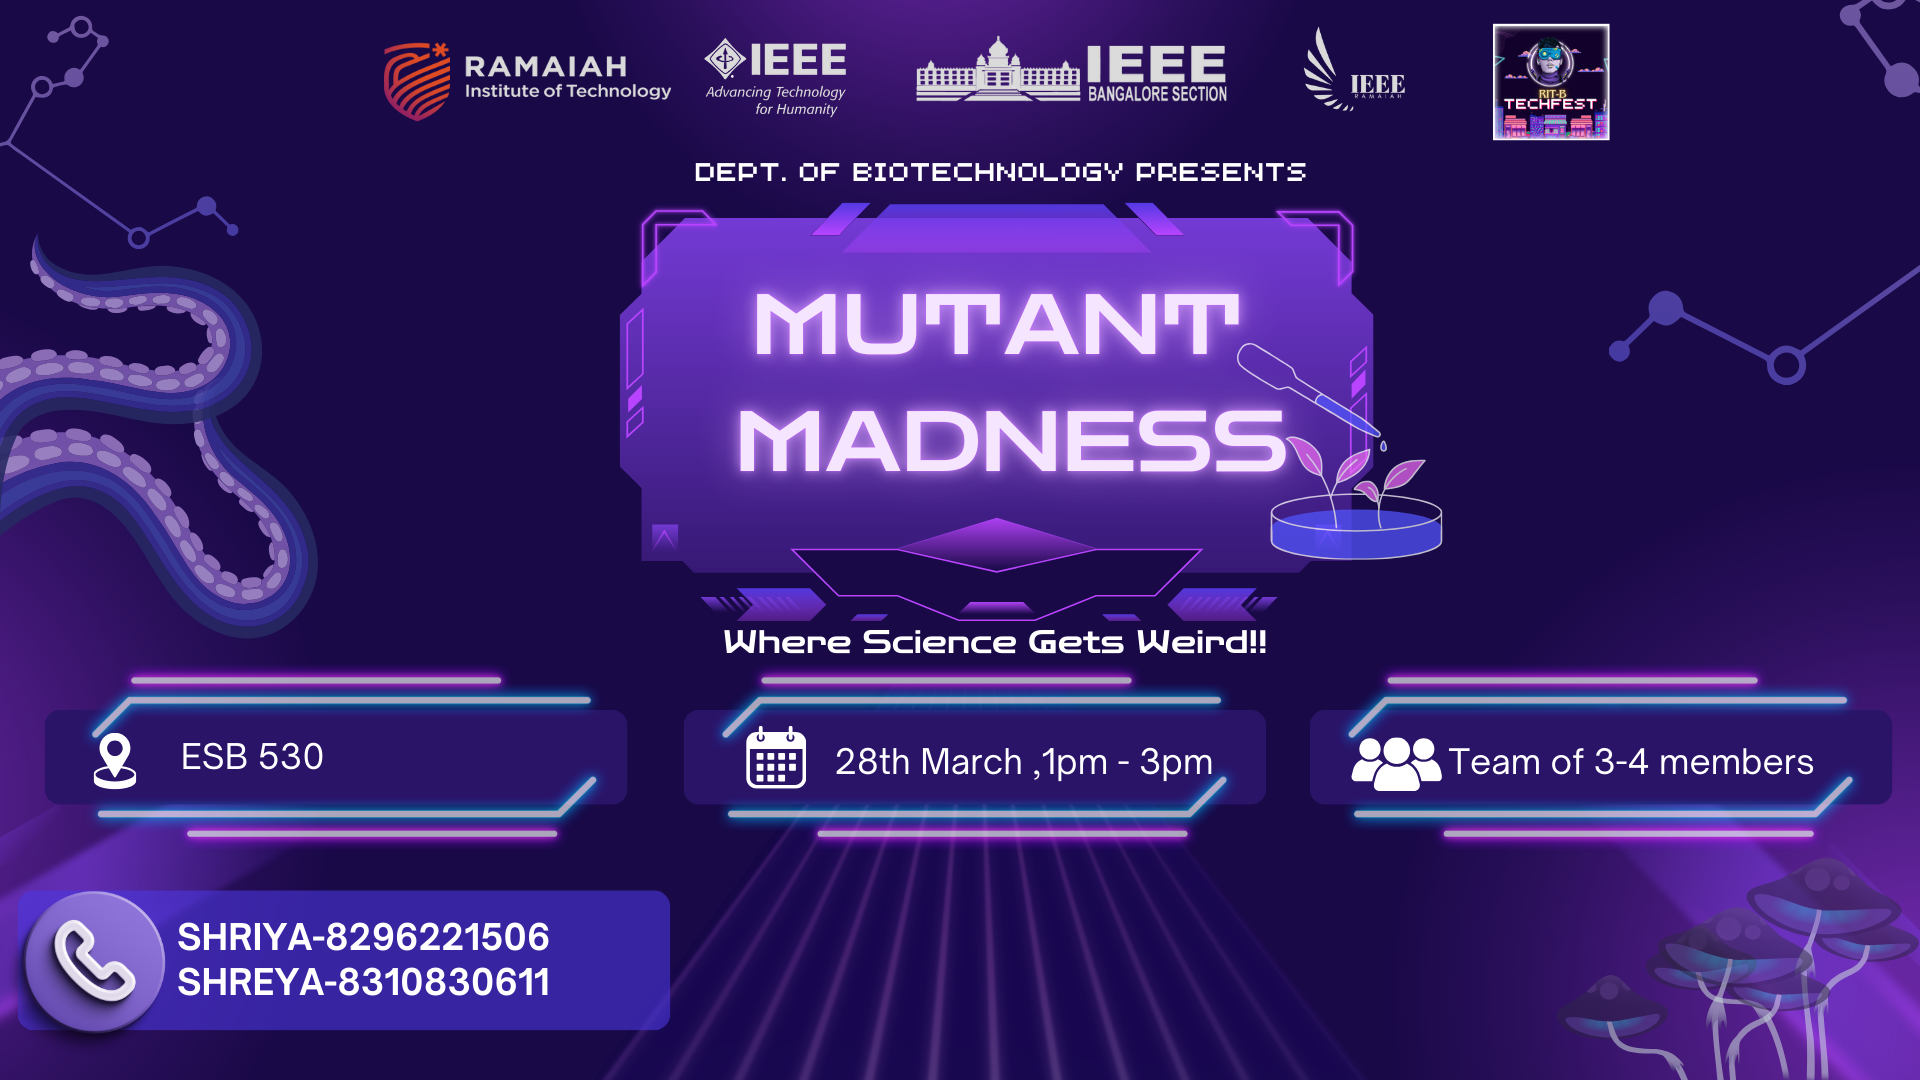 RAMAIAH
Institute of Technology
IEEE
Advancing Technology
for Humanity
IEEE
BANGALORE SECTION
IEEE
RAMAIAH
RIT-B
TECHFEST
DEPT. OF BIOTECHNOLOGY PRESENTS
MUTANT
MADNESS
Where Science Gets Weird!!
ESB 530
28th March ,1pm - 3pm
Team of 3-4 members
SHRIYA-8296221506
SHREYA-8310830611